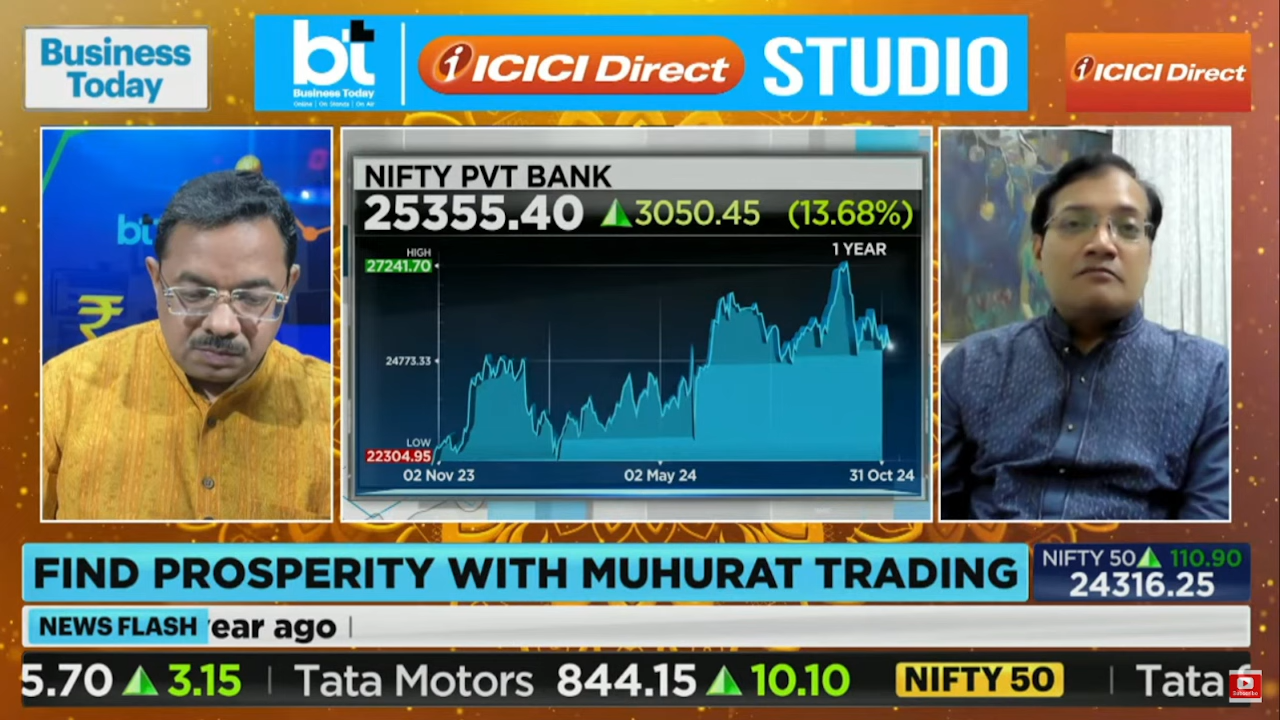 Business
Today
bt
Business Today
ICICI Direct
STUDIO
ICICI Direct
bt
₹
NIFTY PVT BANK
25355.40 3050.45 (13.68%)
1 YEAR
HIGH
27241.70
24773.33
LOW
22304.95
02 Nov 23 02 May 24 31 Oct 24
FIND PROSPERITY WITH MUHURAT TRADING
NIFTY 50 110.90
24316.25
NEWS FLASH ear ago |
5.70 3.15 | Tata Motors 844.15 10.10 NIFTY 50 | Tata
Subscribe